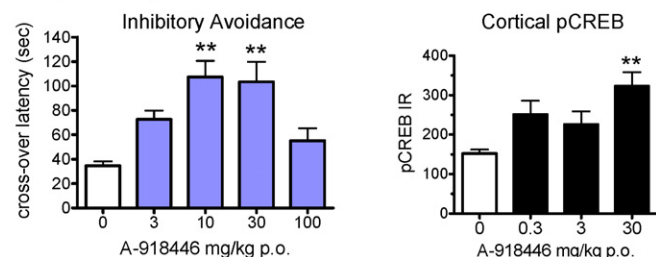 Inhibitory Avoidance
cross-over latency (sec)
140
120
100
80
60
40
20
0
** **
0 3 10 30 100
A-918446 mg/kg p.o.
Cortical pCREB
pCREB IR
400
300
200
100
0
**
0 0.3 3 30
A-918446 mg/kg p.o.